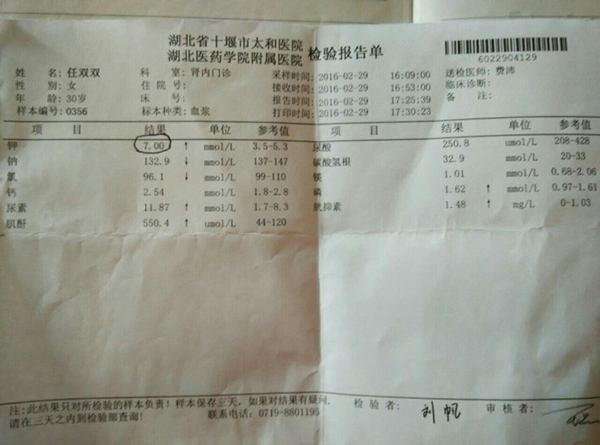 湖北省十堰市太和医院
湖北医药学院附属医院 检验报告单
6022904129
姓 名: 任双双 科 室: 肾内门诊 采样时间: 2016-02-29 16:09:00 送检医师: 费沛
性 别: 女 住 院 号: 接收时间: 2016-02-29 16:53:00 临床诊断:
年 龄: 30岁 床 号: 报告时间: 2016-02-29 17:25:39 备 注:
样本编号: 0356 标本种类: 血浆 打印时间: 2016-02-29 17:30:23
项 目 结果 单位 参考值 项 目 结果 单位 参考值
钾 7.00 ↑ mmol/L 3.5-5.3 尿酸 250.8 umol/L 208-428
钠 132.9 ↓ mmol/L 137-147 碳酸氢根 32.9 mmol/L 20-33
氯 96.1 ↓ mmol/L 99-110 镁 1.01 mmol/L 0.68-2.06
钙 2.54 mmol/L 1.8-2.8 磷 1.62 ↑ mmol/L 0.97-1.61
尿素 11.87 ↑ mmol/L 1.7-8.3 胱抑素 1.48 ↑ mg/L 0-1.03
肌酐 550.4 ↑ umol/L 44-120
注: 此结果只对所检验的样本负责! 样本保存三天, 如果对结果有疑问, 检 验 者: 刘帆 审 核 者:
请在三天之内到检验部查询! 联系电话: 0719-8801195